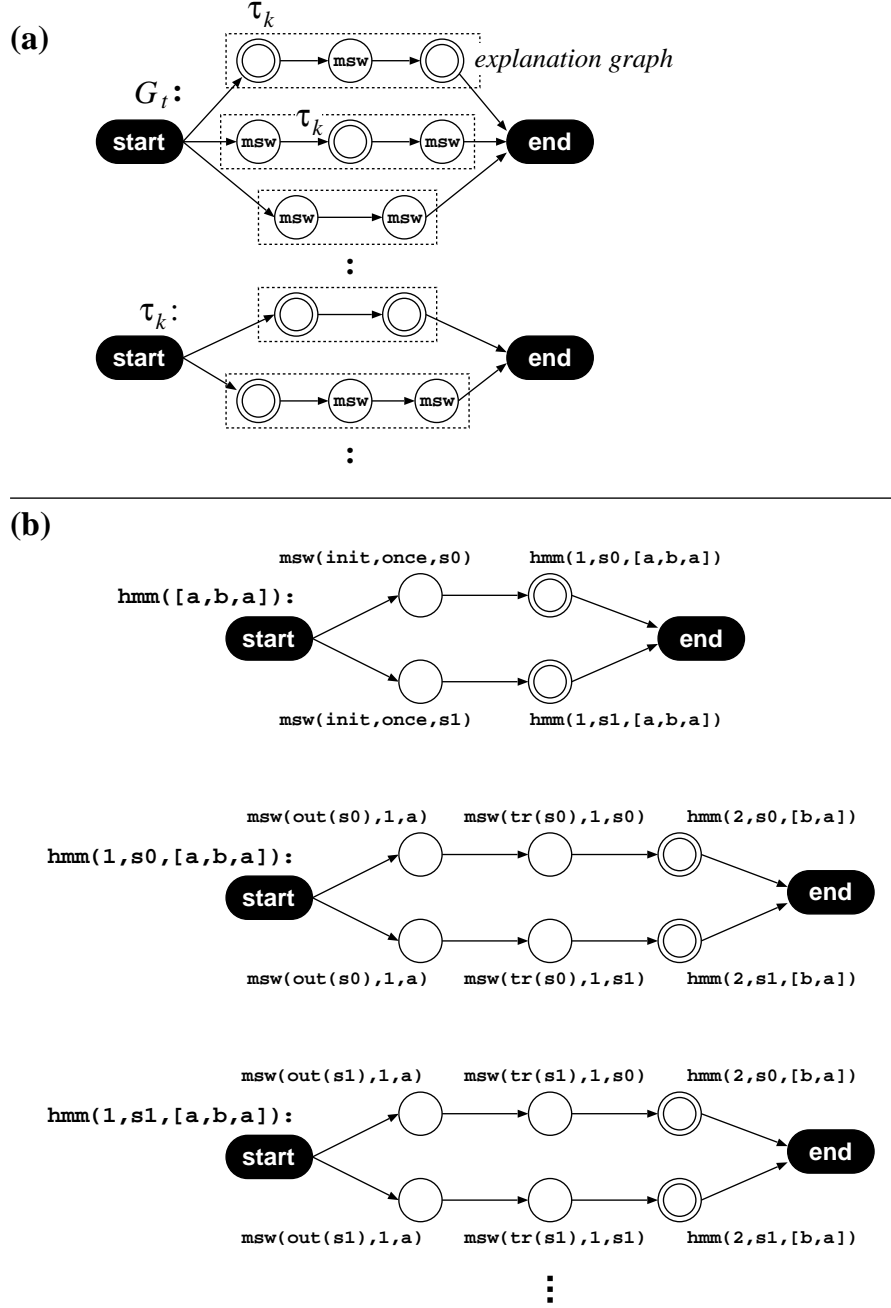 (a)
τk
msw
explanation graph
Gt:
start
msw
τk
msw
end
msw
msw
:
τk:
start
end
msw
msw
:
(b)
msw(init,once,s0)
hmm(1,s0,[a,b,a])
hmm([a,b,a]):
start
end
msw(init,once,s1)
hmm(1,s1,[a,b,a])
msw(out(s0),1,a)
msw(tr(s0),1,s0)
hmm(2,s0,[b,a])
hmm(1,s0,[a,b,a]):
start
end
msw(out(s0),1,a)
msw(tr(s0),1,s1)
hmm(2,s1,[b,a])
msw(out(s1),1,a)
msw(tr(s1),1,s0)
hmm(2,s0,[b,a])
hmm(1,s1,[a,b,a]):
start
end
msw(out(s1),1,a)
msw(tr(s1),1,s1)
hmm(2,s1,[b,a])
⋮